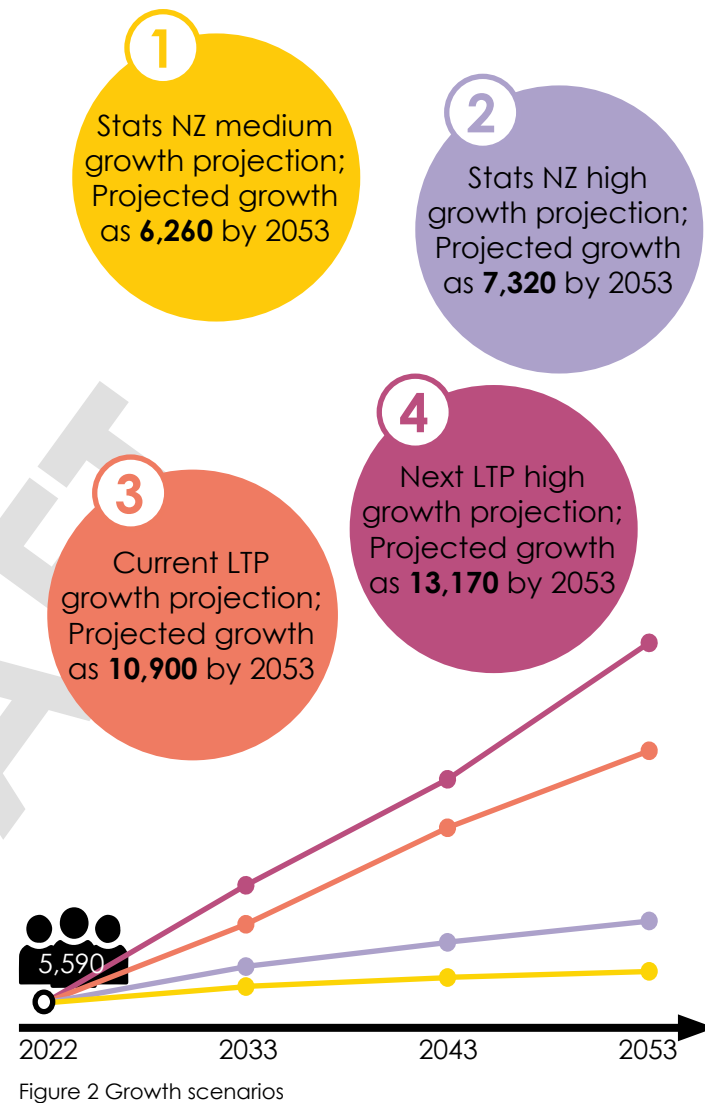 1
Stats NZ medium
growth projection;
Projected growth
as 6,260 by 2053
2
Stats NZ high
growth projection;
Projected growth
as 7,320 by 2053
4
Next LTP high
growth projection;
Projected growth
as 13,170 by 2053
3
Current LTP
growth projection;
Projected growth
as 10,900 by 2053
5,590
2022 2033 2043 2053
Figure 2 Growth scenarios